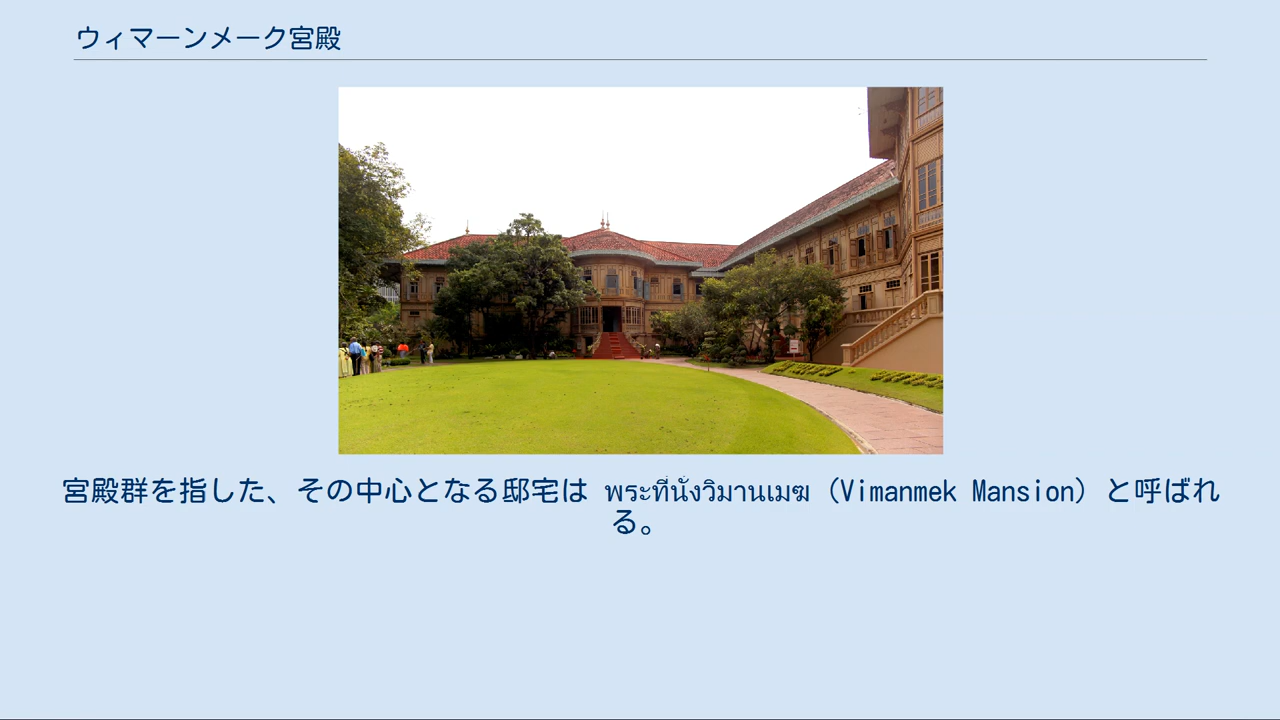 ウィマーンメーク宮殿
宮殿群を指した、その中心となる邸宅は พระที่นั่งวิมานเมฆ（Vimanmek Mansion）と呼ばれ
る。